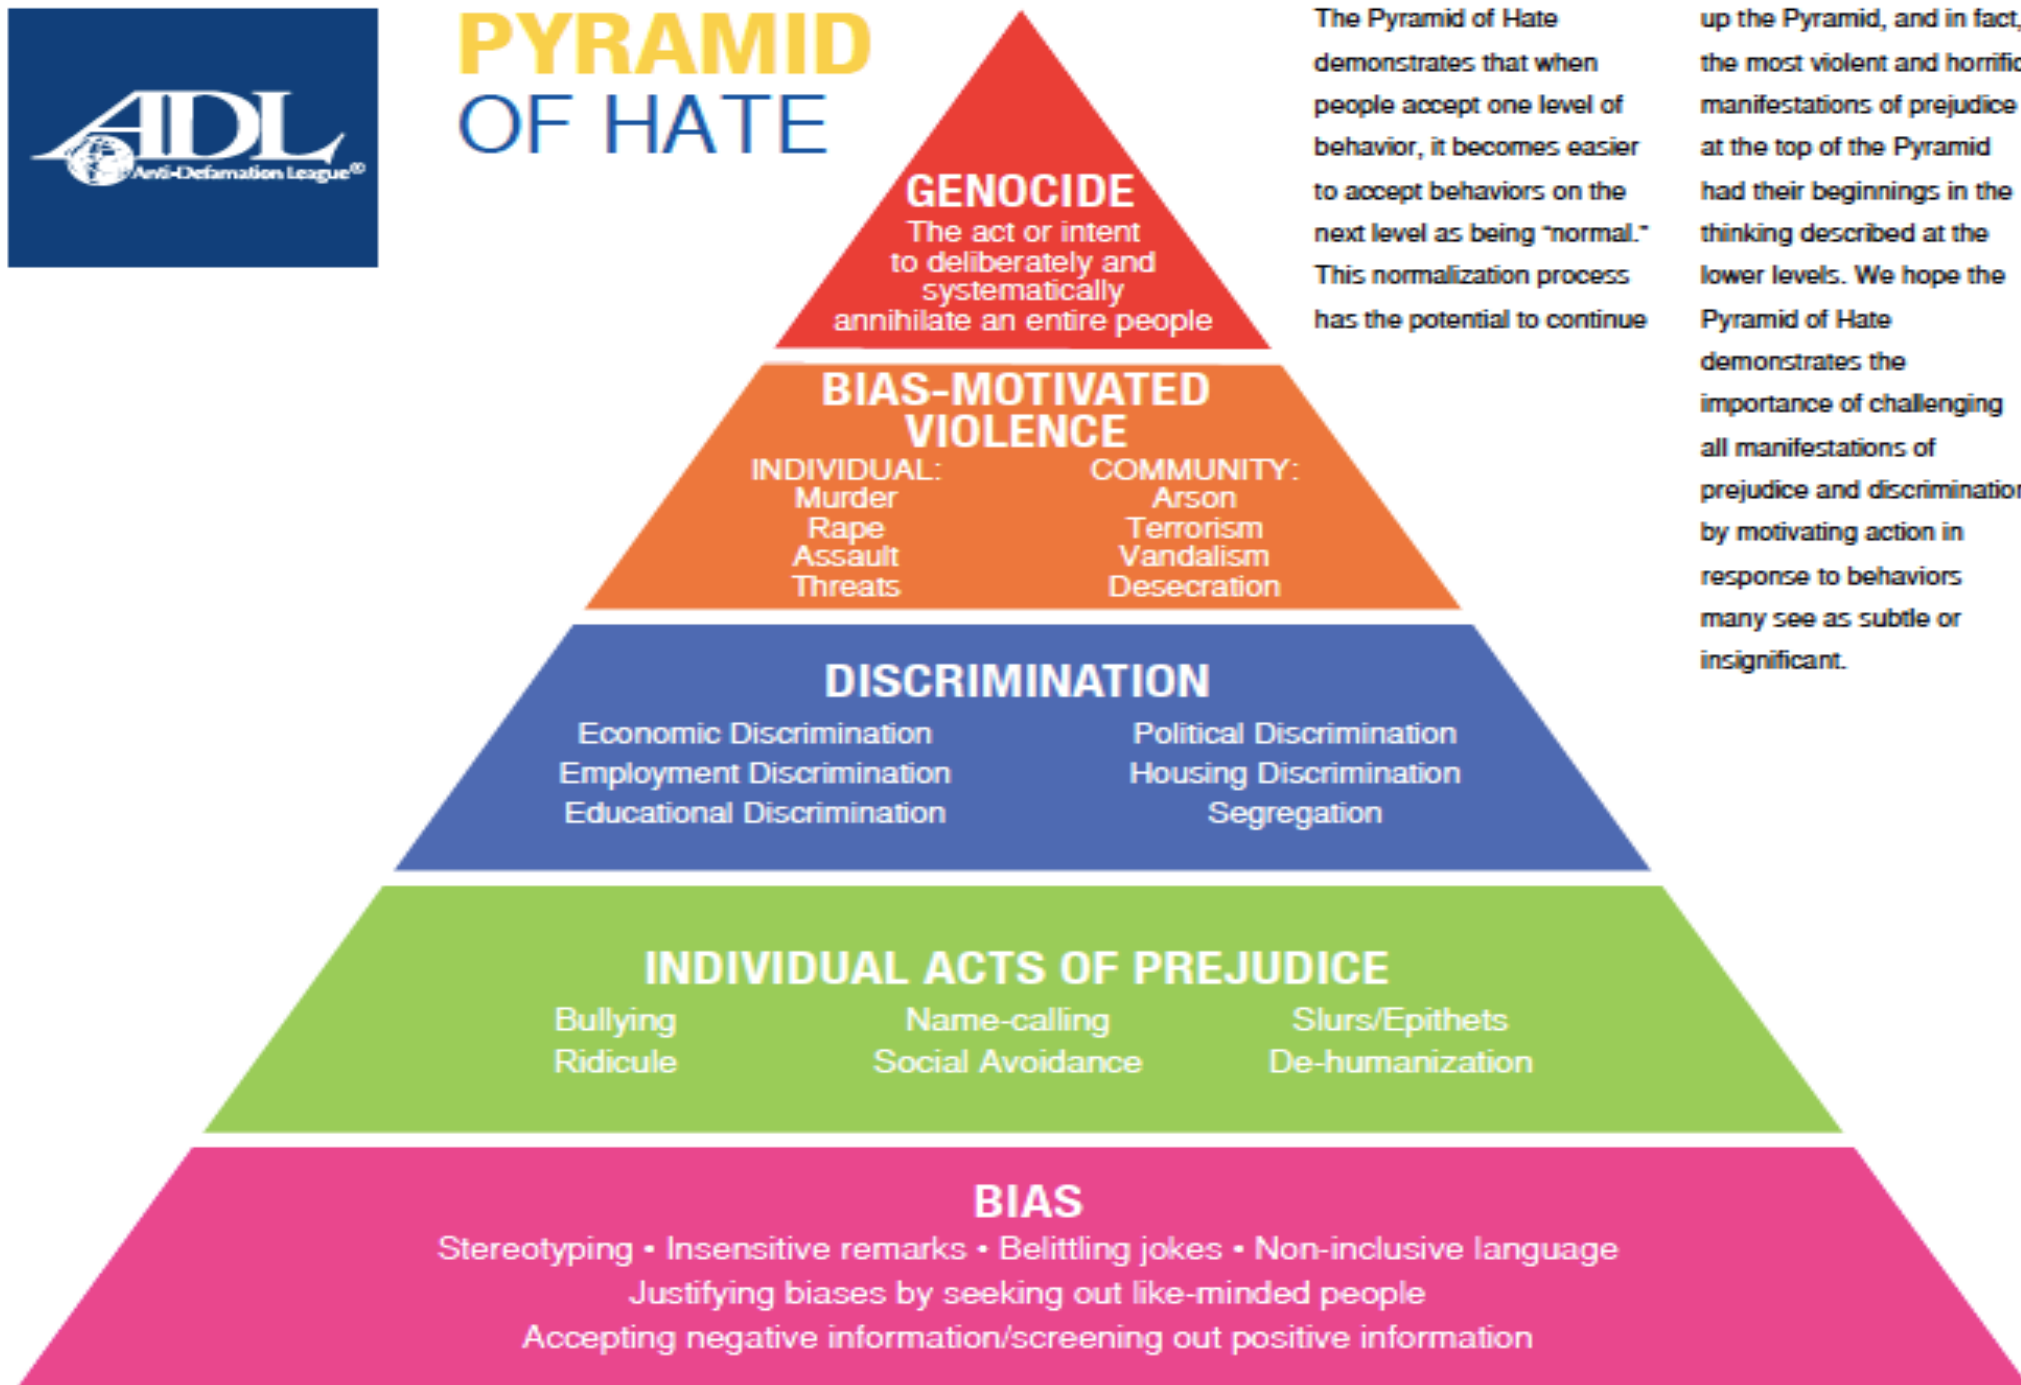 ADL
Anti-Defamation League®
PYRAMID
OF HATE
The Pyramid of Hate
demonstrates that when
people accept one level of
behavior, it becomes easier
to accept behaviors on the
next level as being "normal."
This normalization process
has the potential to continue
up the Pyramid, and in fact,
the most violent and horrific
manifestations of prejudice
at the top of the Pyramid
had their beginnings in the
thinking described at the
lower levels. We hope the
Pyramid of Hate
demonstrates the
importance of challenging
all manifestations of
prejudice and discrimination
by motivating action in
response to behaviors
many see as subtle or
insignificant.
GENOCIDE
The act or intent
to deliberately and
systematically
annihilate an entire people
BIAS-MOTIVATED
VIOLENCE
INDIVIDUAL:
Murder
Rape
Assault
Threats
COMMUNITY:
Arson
Terrorism
Vandalism
Desecration
DISCRIMINATION
Economic Discrimination
Employment Discrimination
Educational Discrimination
Political Discrimination
Housing Discrimination
Segregation
INDIVIDUAL ACTS OF PREJUDICE
Bullying
Ridicule
Name-calling
Social Avoidance
Slurs/Epithets
De-humanization
BIAS
Stereotyping • Insensitive remarks • Belittling jokes • Non-inclusive language
Justifying biases by seeking out like-minded people
Accepting negative information/screening out positive information